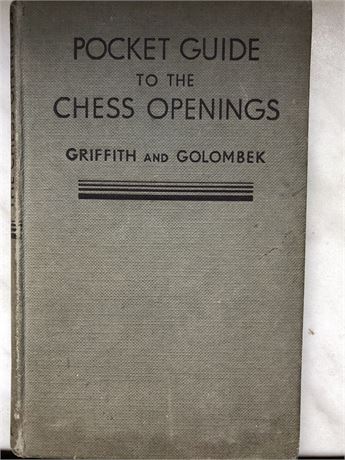 POCKET GUIDE
TO THE
CHESS OPENINGS
GRIFFITH AND GOLOMBEK